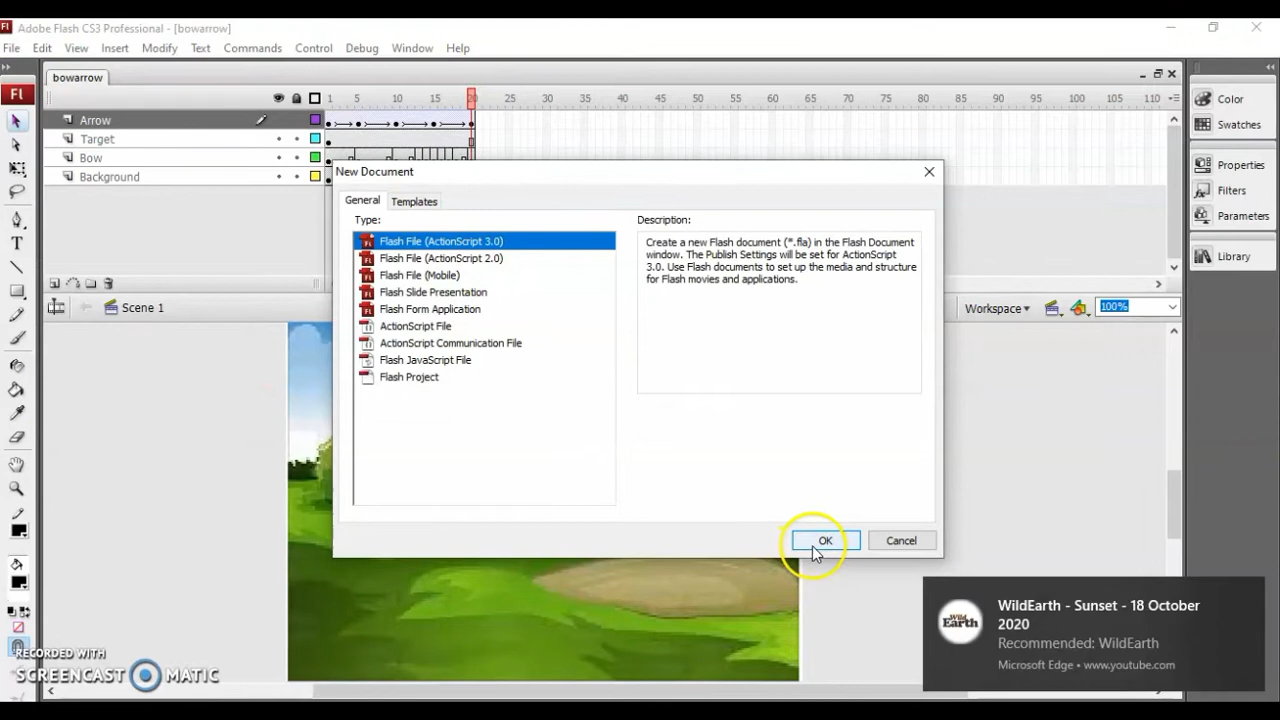 Fl Adobe Flash CS3 Professional - [bowarrow]
File Edit View Insert Modify Text Commands Control Debug Window Help
bowarrow
Fl
1 5 10 15 20 25 30 35 40 45 50 55 60 65 70 75 80 85 90 95 100 105 110
Arrow
Target
Bow
Background
Scene 1
Workspace
100%
Color
Swatches
Properties
Filters
Parameters
Library
New Document
General Templates
Type:
Flash File (ActionScript 3.0)
Flash File (ActionScript 2.0)
Flash File (Mobile)
Flash Slide Presentation
Flash Form Application
ActionScript File
ActionScript Communication File
Flash JavaScript File
Flash Project
Description:
Create a new Flash document (*.fla) in the Flash Document
window. The Publish Settings will be set for ActionScript
3.0. Use Flash documents to set up the media and structure
for Flash movies and applications.
OK Cancel
WildEarth - Sunset - 18 October
2020
Recommended: WildEarth
Microsoft Edge • www.youtube.com
Wild
Earth
RECORDED WITH
SCREENCAST MATIC